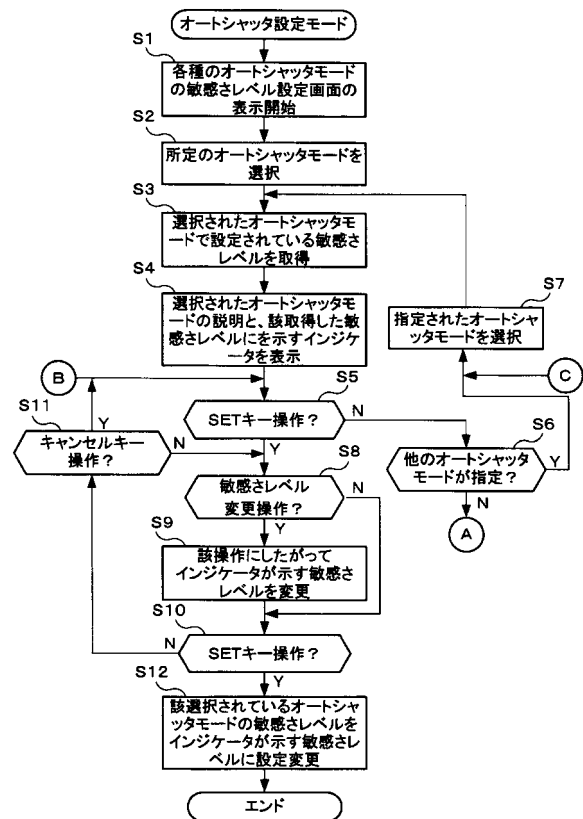 オートシャッタ設定モード
S1
各種のオートシャッタモード
の敏感さレベル設定画面の
表示開始
S2
所定のオートシャッタモードを
選択
S3
選択されたオートシャッタモ
ードで設定されている敏感さ
レベルを取得
S4
選択されたオートシャッタモ
ードの説明と、該取得した敏
感さレベルにを示すインジケ
ータを表示
S7
指定されたオートシャ
ッタモードを選択
B
C
S5
SETキー操作?
N
Y
S11
キャンセルキー
操作?
Y
N
S6
他のオートシャッタ
モードが指定?
Y
N
A
S8
敏感さレベル
変更操作?
N
Y
S9
該操作にしたがって
インジケータが示す敏感さ
レベルを変更
S10
SETキー操作?
N
Y
S12
該選択されているオートシャ
ッタモードの敏感さレベルを
インジケータが示す敏感さレ
ベルに設定変更
エンド